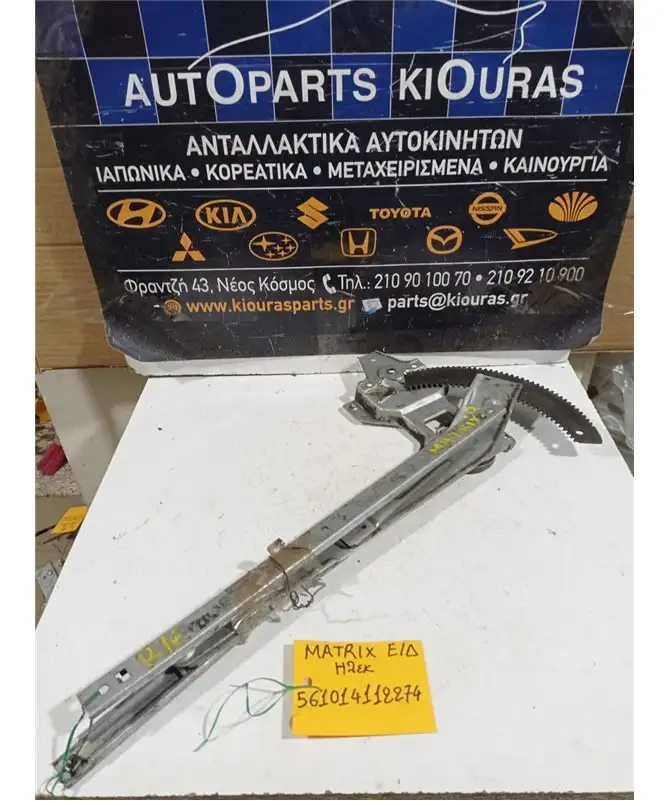 AUTOPARTS KIOURAS
ΑΝΤΑΛΛΑΚΤΙΚΑ ΑΥΤΟΚΙΝΗΤΩΝ
ΙΑΠΩΝΙΚΑ • ΚΟΡΕΑΤΙΚΑ • ΜΕΤΑΧΕΙΡΙΣΜΕΝΑ • ΚΑΙΝΟΥΡΓΙΑ
KIA TOYOTA NISSAN
Φραντζή 43, Νέος Κόσμος Τηλ.: 210 90 100 70 • 210 92 10 900
www.kiourasparts.gr parts@kiouras.gr
MATRIX
MATRIX Ε/Δ
Ηλεκ
561014112274